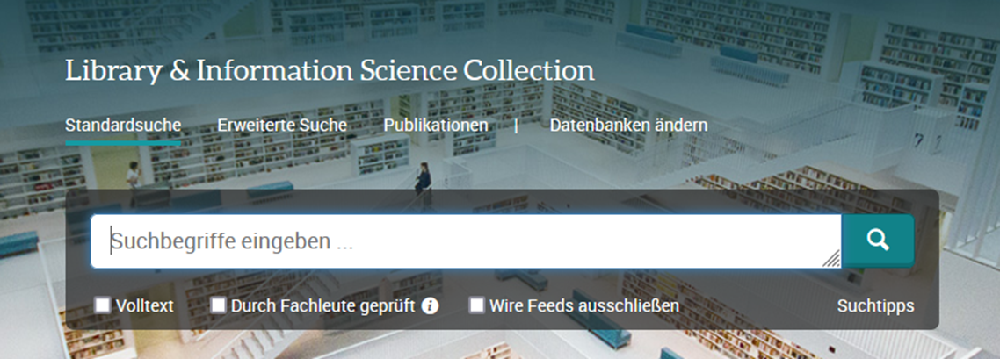 Library & Information Science Collection
Standardsuche Erweiterte Suche Publikationen | Datenbanken ändern
Suchbegriffe eingeben ...
Volltext Durch Fachleute geprüft i Wire Feeds ausschließen Suchtipps